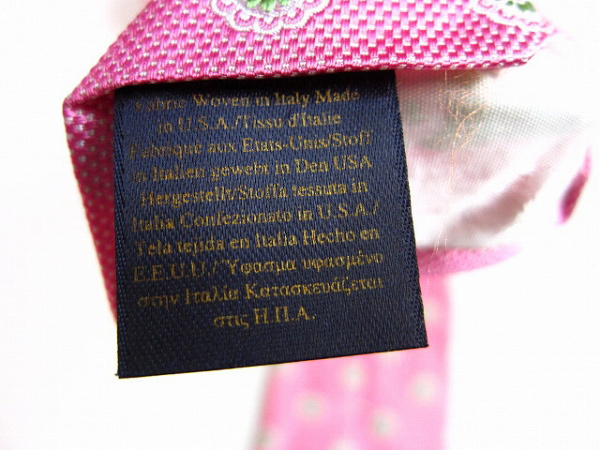 Fabric Woven in Italy Made
in U.S.A./Tissu d'Italie
Fabriqué aux Etats-Unis/Stoff
in Italien gewebt in Den USA
Hergestellt/Stoffa tessuta in
Italia Confezionato in U.S.A./
Tela tejida en Italia Hecho en
E.E.U.U./Ύφασμα υφασμένο
στην Ιταλία Κατασκευάζεται
στις Η.Π.Α.